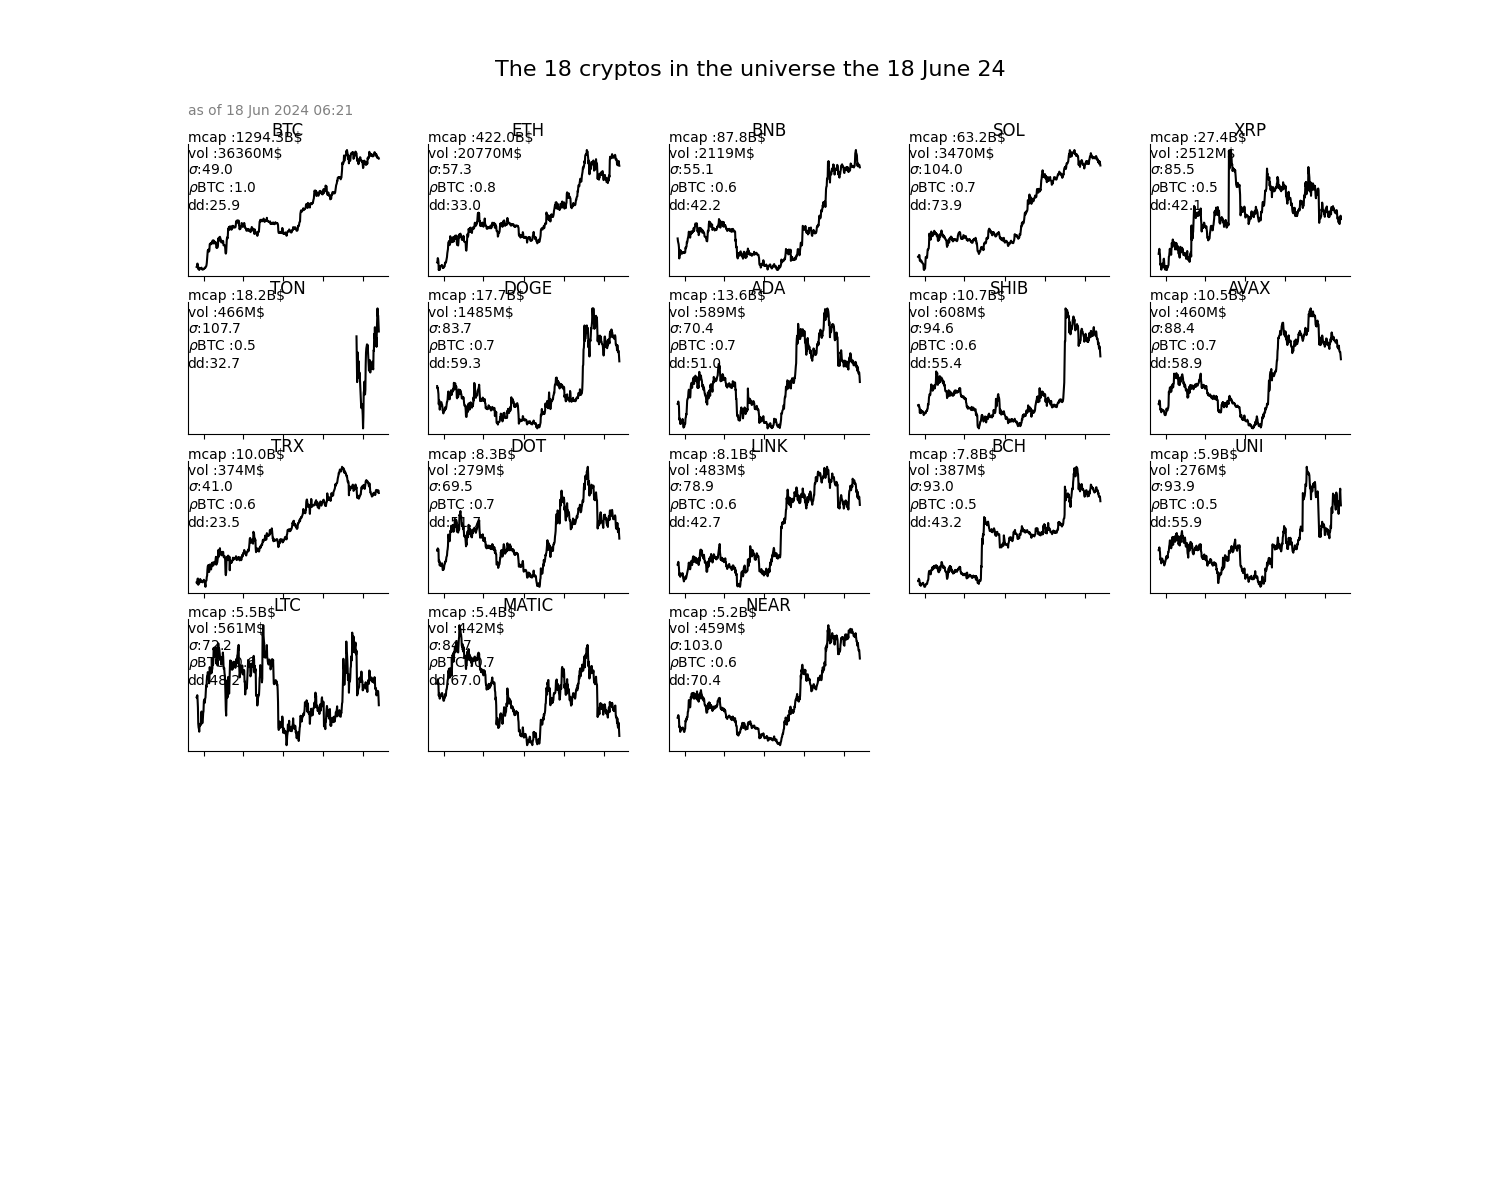 The 18 cryptos in the universe the 18 June 24
as of 18 Jun 2024 06:21
BTC
mcap :1294.3B$
vol :36360M$
σ:49.0
ρBTC :1.0
dd:25.9
ETH
mcap :422.0B$
vol :20770M$
σ:57.3
ρBTC :0.8
dd:33.0
BNB
mcap :87.8B$
vol :2119M$
σ:55.1
ρBTC :0.6
dd:42.2
SOL
mcap :63.2B$
vol :3470M$
σ:104.0
ρBTC :0.7
dd:73.9
XRP
mcap :27.4B$
vol :2512M$
σ:85.5
ρBTC :0.5
dd:42.1
TON
mcap :18.2B$
vol :466M$
σ:107.7
ρBTC :0.5
dd:32.7
DOGE
mcap :17.7B$
vol :1485M$
σ:83.7
ρBTC :0.7
dd:59.3
ADA
mcap :13.6B$
vol :589M$
σ:70.4
ρBTC :0.7
dd:51.0
SHIB
mcap :10.7B$
vol :608M$
σ:94.6
ρBTC :0.6
dd:55.4
AVAX
mcap :10.5B$
vol :460M$
σ:88.4
ρBTC :0.7
dd:58.9
TRX
mcap :10.0B$
vol :374M$
σ:41.0
ρBTC :0.6
dd:23.5
DOT
mcap :8.3B$
vol :279M$
σ:69.5
ρBTC :0.7
LINK
mcap :8.1B$
vol :483M$
σ:78.9
ρBTC :0.6
dd:42.7
BCH
mcap :7.8B$
vol :387M$
σ:93.0
ρBTC :0.5
dd:43.2
UNI
mcap :5.9B$
vol :276M$
σ:93.9
ρBTC :0.5
dd:55.9
LTC
mcap :5.5B$
vol :561M$
σ:72.2
dd:48.2
MATIC
mcap :5.4B$
vol :442M$
σ:84.7
ρBTC :0.7
dd:67.0
NEAR
mcap :5.2B$
vol :459M$
σ:103.0
ρBTC :0.6
dd:70.4